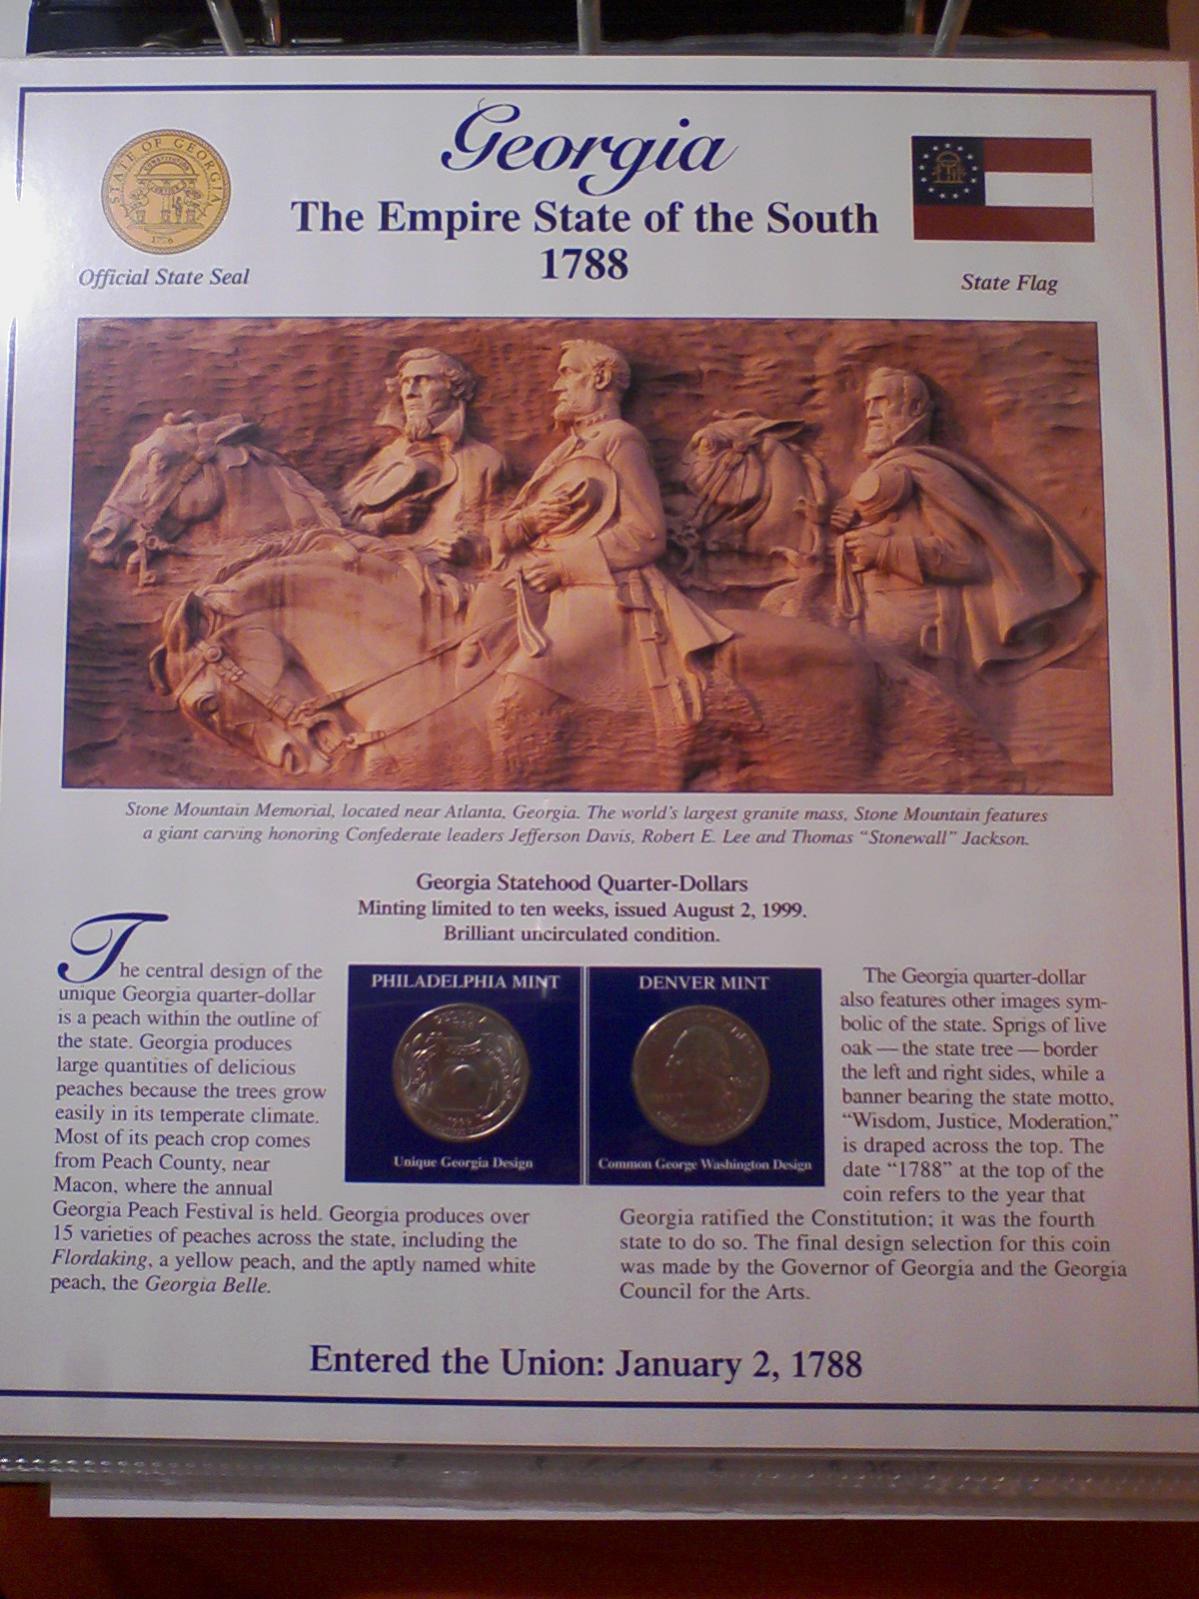 Georgia
The Empire State of the South
1788
STATE OF GEORGIA
CONSTITUTION
1776
Official State Seal
State Flag
Stone Mountain Memorial, located near Atlanta, Georgia. The world's largest granite mass, Stone Mountain features
a giant carving honoring Confederate leaders Jefferson Davis, Robert E. Lee and Thomas “Stonewall” Jackson.
Georgia Statehood Quarter-Dollars
Minting limited to ten weeks, issued August 2, 1999.
Brilliant uncirculated condition.
The central design of the
unique Georgia quarter-dollar
is a peach within the outline of
the state. Georgia produces
large quantities of delicious
peaches because the trees grow
easily in its temperate climate.
Most of its peach crop comes
from Peach County, near
Macon, where the annual
Georgia Peach Festival is held. Georgia produces over
15 varieties of peaches across the state, including the
Flordaking, a yellow peach, and the aptly named white
peach, the Georgia Belle.
PHILADELPHIA MINT
GEORGIA
1788
1999
Unique Georgia Design
DENVER MINT
Common George Washington Design
The Georgia quarter-dollar
also features other images sym-
bolic of the state. Sprigs of live
oak — the state tree — border
the left and right sides, while a
banner bearing the state motto,
“Wisdom, Justice, Moderation,”
is draped across the top. The
date “1788” at the top of the
coin refers to the year that
Georgia ratified the Constitution; it was the fourth
state to do so. The final design selection for this coin
was made by the Governor of Georgia and the Georgia
Council for the Arts.
Entered the Union: January 2, 1788